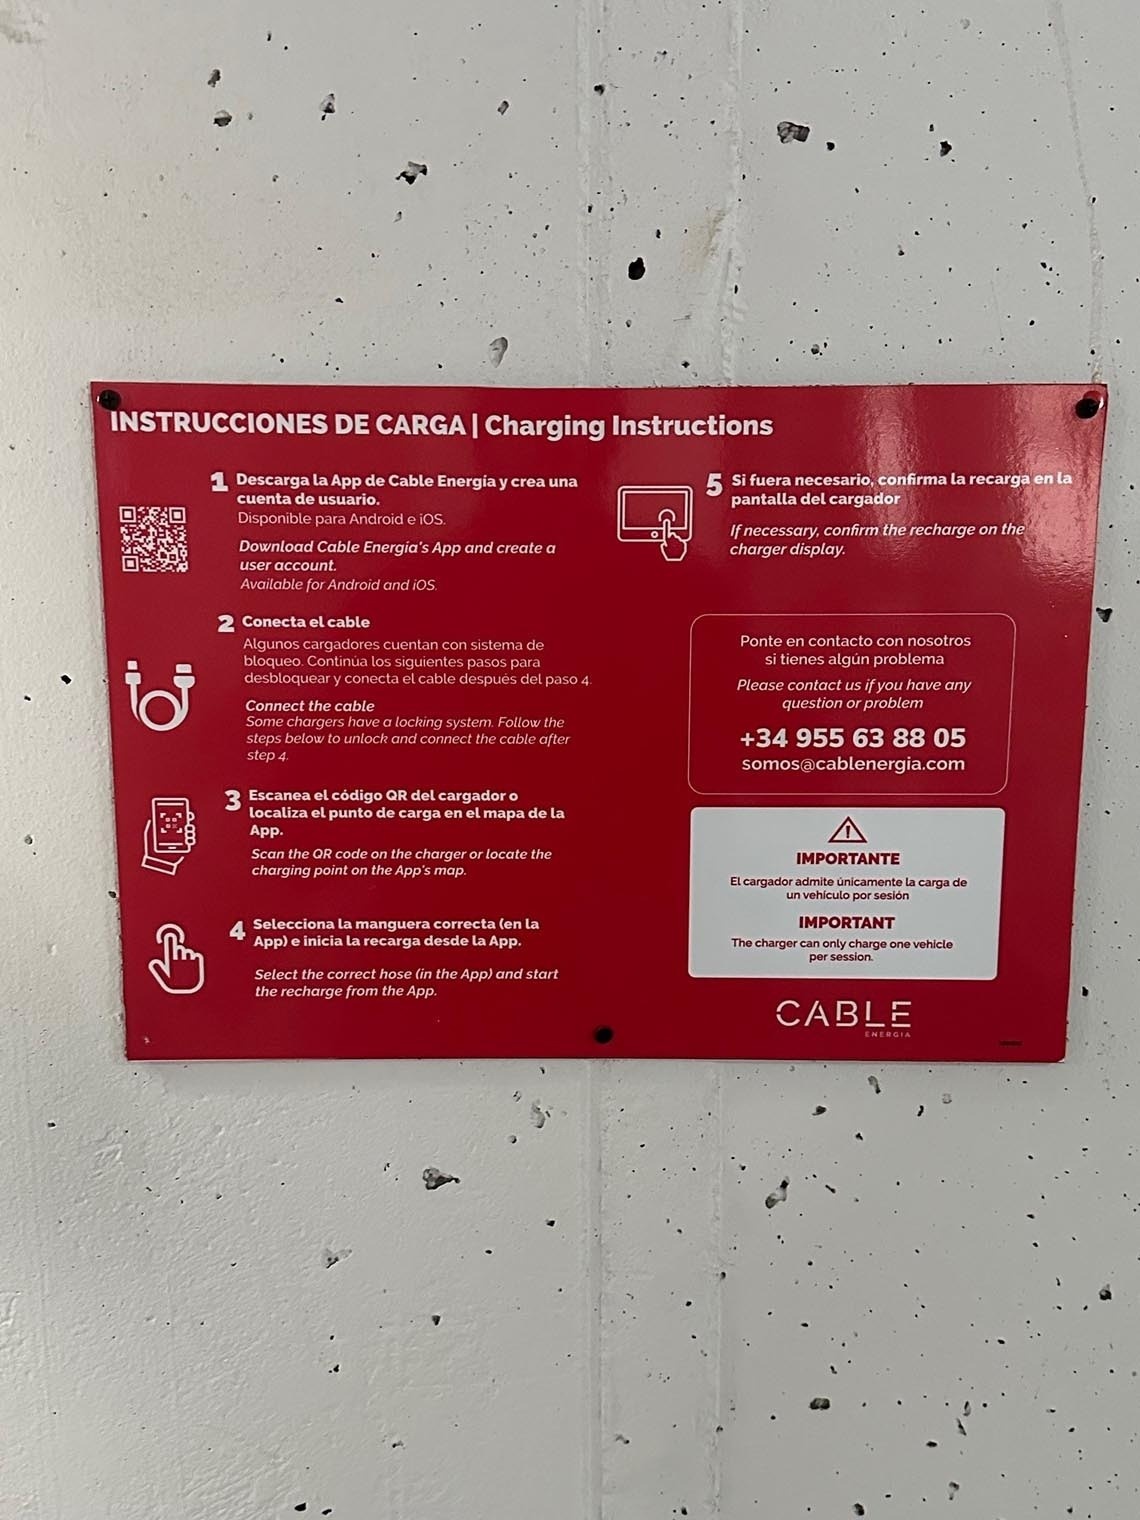 INSTRUCCIONES DE CARGA | Charging Instructions
1 Descarga la App de Cable Energía y crea una
cuenta de usuario.
Disponible para Android e iOS.
Download Cable Energía's App and create a
user account.
Available for Android and iOS.
2 Conecta el cable
Algunos cargadores cuentan con sistema de
bloqueo. Continúa los siguientes pasos para
desbloquear y conecta el cable después del paso 4.
Connect the cable
Some chargers have a locking system. Follow the
steps below to unlock and connect the cable after
step 4.
3 Escanea el código QR del cargador o
localiza el punto de carga en el mapa de la
App.
Scan the QR code on the charger or locate the
charging point on the App's map.
4 Selecciona la manguera correcta (en la
App) e inicia la recarga desde la App.
Select the correct hose (in the App) and start
the recharge from the App.
5 Si fuera necesario, confirma la recarga en la
pantalla del cargador
If necessary, confirm the recharge on the
charger display.
Ponte en contacto con nosotros
si tienes algún problema
Please contact us if you have any
question or problem
+34 955 63 88 05
somos@cablenergia.com
IMPORTANTE
El cargador admite únicamente la carga de
un vehículo por sesión
IMPORTANT
The charger can only charge one vehicle
per session.
CABLE
ENERGIA